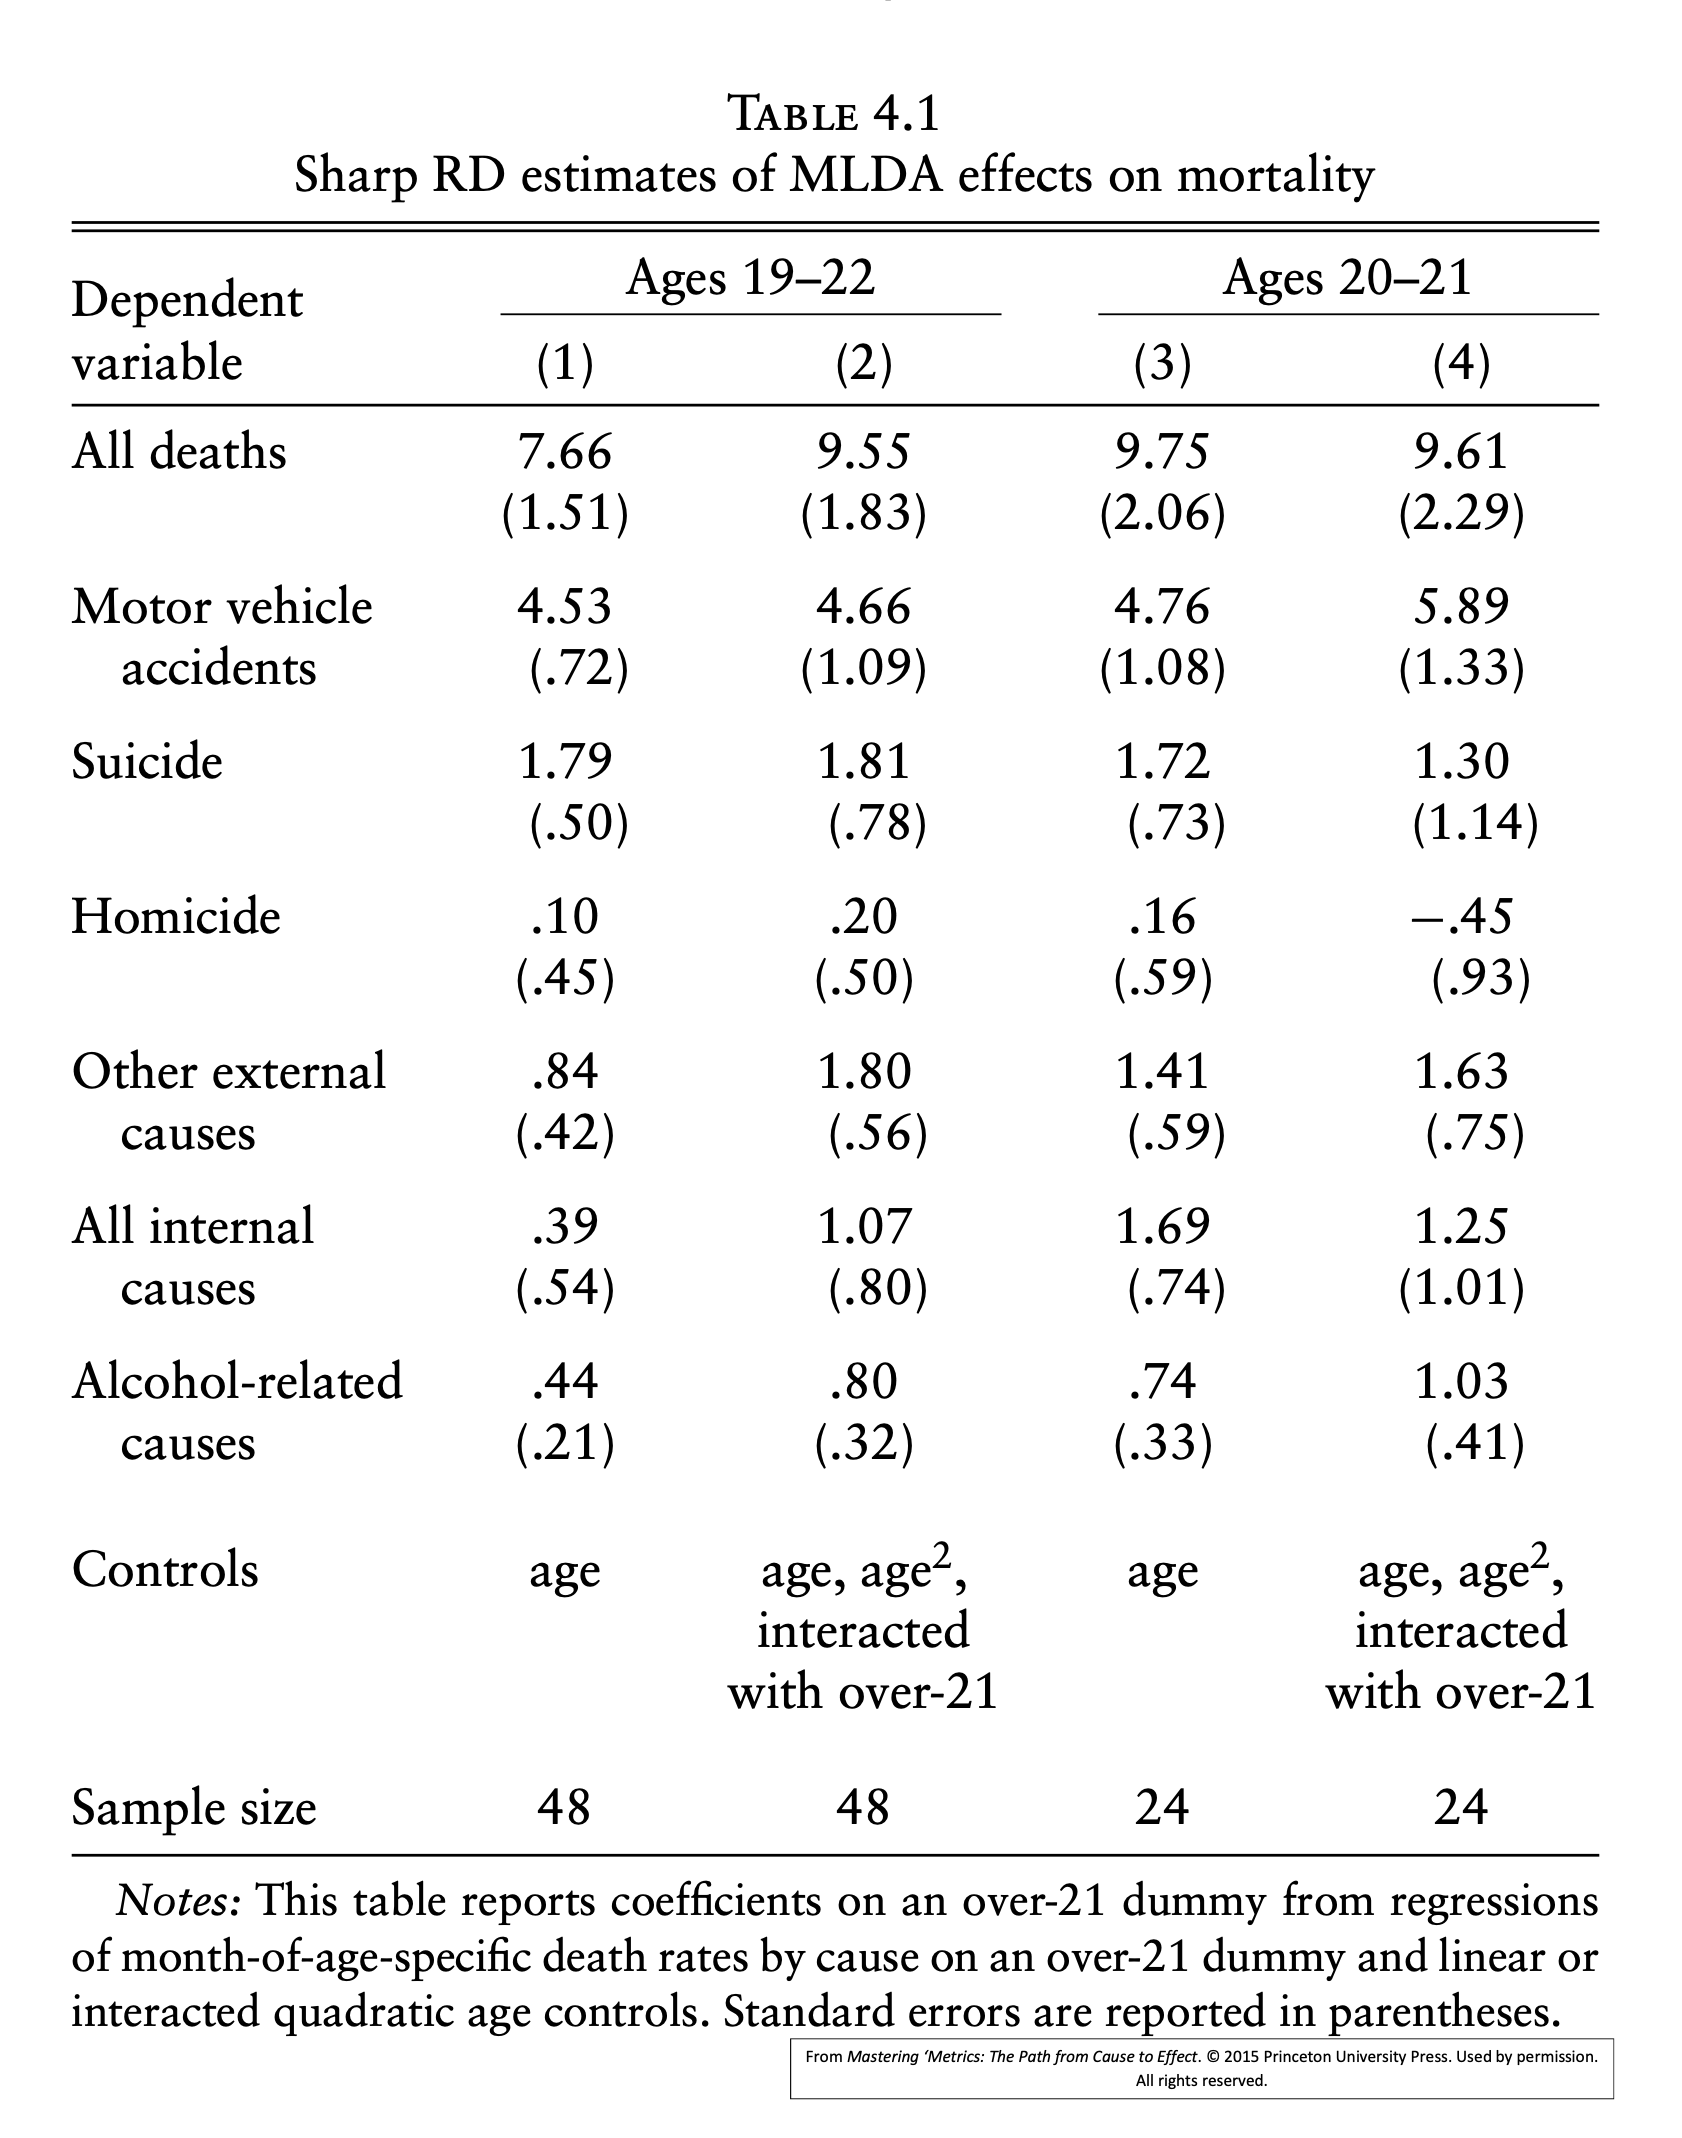 TABLE 4.1
Sharp RD estimates of MLDA effects on mortality
Dependent variable Ages 19–22 Ages 20–21
(1) (2) (3) (4)
All deaths 7.66 9.55 9.75 9.61
(1.51) (1.83) (2.06) (2.29)
Motor vehicle 4.53 4.66 4.76 5.89
accidents (.72) (1.09) (1.08) (1.33)
Suicide 1.79 1.81 1.72 1.30
(.50) (.78) (.73) (1.14)
Homicide .10 .20 .16 −.45
(.45) (.50) (.59) (.93)
Other external .84 1.80 1.41 1.63
causes (.42) (.56) (.59) (.75)
All internal .39 1.07 1.69 1.25
causes (.54) (.80) (.74) (1.01)
Alcohol-related .44 .80 .74 1.03
causes (.21) (.32) (.33) (.41)
Controls age age, age², age age, age²,
interacted interacted
with over-21 with over-21
Sample size 48 48 24 24
Notes: This table reports coefficients on an over-21 dummy from regressions
of month-of-age-specific death rates by cause on an over-21 dummy and linear or
interacted quadratic age controls. Standard errors are reported in parentheses.
From Mastering ‘Metrics: The Path from Cause to Effect. © 2015 Princeton University Press. Used by permission.
All rights reserved.